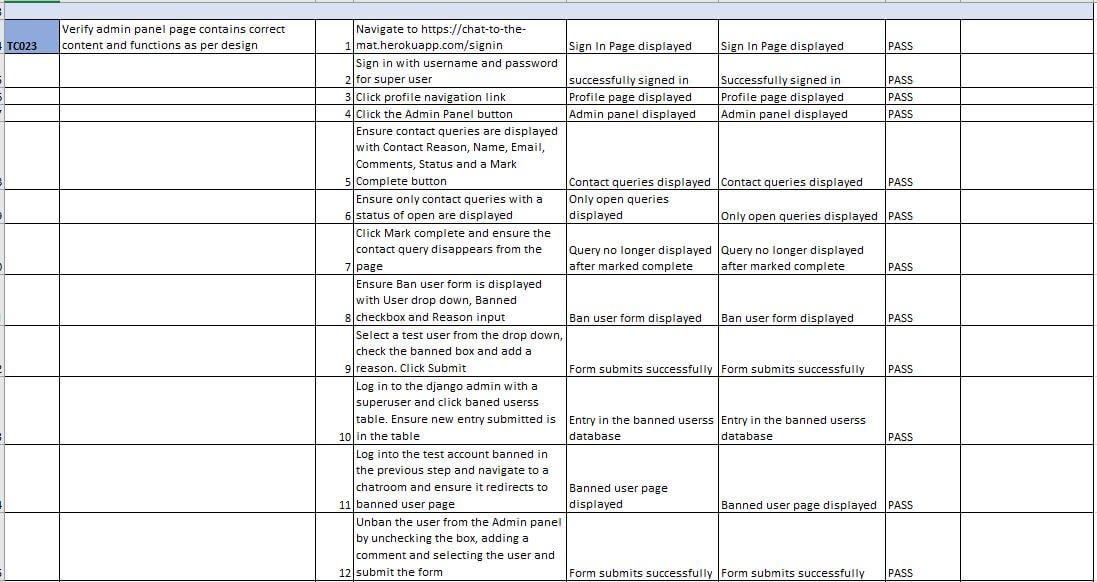 TC023
Verify admin panel page contains correct
content and functions as per design
1
Navigate to https://chat-to-the-
mat.herokuapp.com/signin
Sign In Page displayed
Sign In Page displayed
PASS
2
Sign in with username and password
for super user
successfully signed in
Successfully signed in
PASS
3
Click profile navigation link
Profile page displayed
Profile page displayed
PASS
4
Click the Admin Panel button
Admin panel displayed
Admin panel displayed
PASS
5
Ensure contact queries are displayed
with Contact Reason, Name, Email,
Comments, Status and a Mark
Complete button
Contact queries displayed
Contact queries displayed
PASS
6
Ensure only contact queries with a
status of open are displayed
Only open queries
displayed
Only open queries displayed
PASS
7
Click Mark complete and ensure the
contact query disappears from the
page
Query no longer displayed
after marked complete
Query no longer displayed
after marked complete
PASS
8
Ensure Ban user form is displayed
with User drop down, Banned
checkbox and Reason input
Ban user form displayed
Ban user form displayed
PASS
9
Select a test user from the drop down,
check the banned box and add a
reason. Click Submit
Form submits successfully
Form submits successfully
PASS
10
Log in to the django admin with a
superuser and click baned userss
table. Ensure new entry submitted is
in the table
Entry in the banned userss
database
Entry in the banned userss
database
PASS
11
Log into the test account banned in
the previous step and navigate to a
chatroom and ensure it redirects to
banned user page
Banned user page
displayed
Banned user page displayed
PASS
12
Unban the user from the Admin panel
by unchecking the box, adding a
comment and selecting the user and
submit the form
Form submits successfully
Form submits successfully
PASS